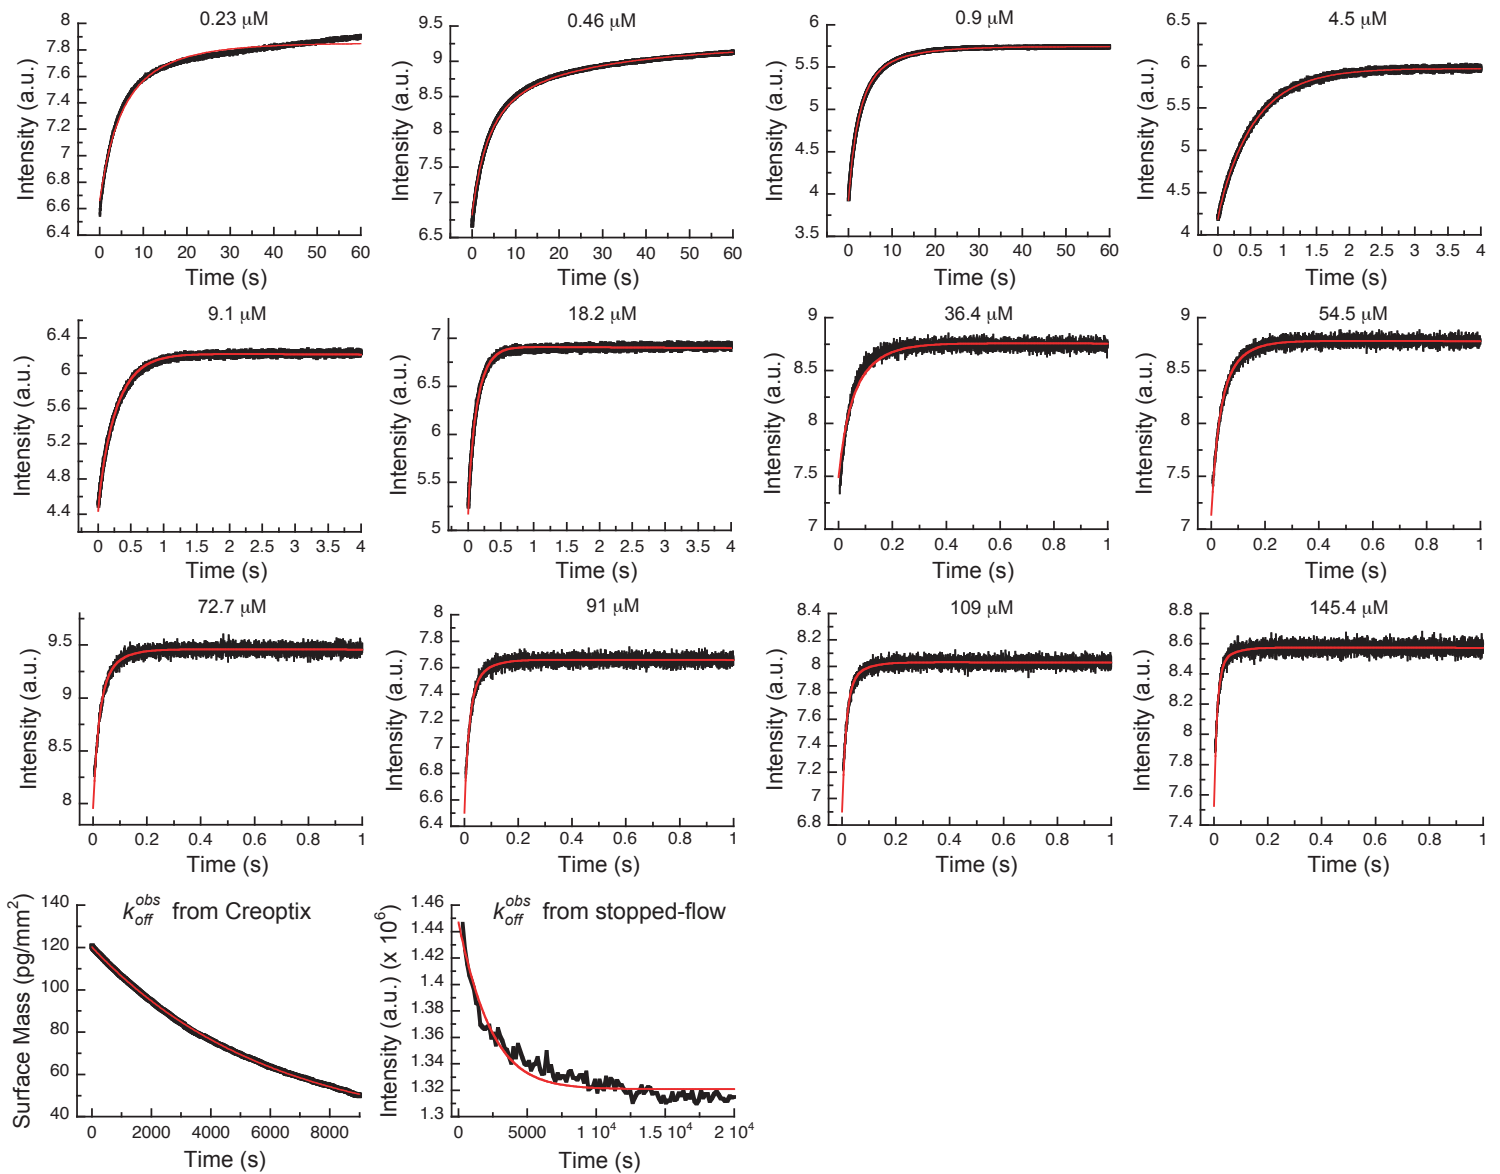 0.23 μM
Intensity (a.u.)
8
7.8
7.6
7.4
7.2
7
6.8
6.6
6.4
0 10 20 30 40 50 60
Time (s)
0.46 μM
Intensity (a.u.)
9.5
9
8.5
8
7.5
7
6.5
0 10 20 30 40 50 60
Time (s)
0.9 μM
Intensity (a.u.)
6
5.5
5
4.5
4
3.5
0 10 20 30 40 50 60
Time (s)
4.5 μM
Intensity (a.u.)
6.5
6
5.5
5
4.5
4
0 0.5 1 1.5 2 2.5 3 3.5 4
Time (s)
9.1 μM
Intensity (a.u.)
6.4
6
5.6
5.2
4.8
4.4
0 0.5 1 1.5 2 2.5 3 3.5 4
Time (s)
18.2 μM
Intensity (a.u.)
7
6.5
6
5.5
5
0 0.5 1 1.5 2 2.5 3 3.5 4
Time (s)
36.4 μM
Intensity (a.u.)
9
8.5
8
7.5
7
0 0.2 0.4 0.6 0.8 1
Time (s)
54.5 μM
Intensity (a.u.)
9
8.5
8
7.5
7
0 0.2 0.4 0.6 0.8 1
Time (s)
72.7 μM
Intensity (a.u.)
9.5
9
8.5
8
0 0.2 0.4 0.6 0.8 1
Time (s)
91 μM
Intensity (a.u.)
8
7.8
7.6
7.4
7.2
7
6.8
6.6
6.4
0 0.2 0.4 0.6 0.8 1
Time (s)
109 μM
Intensity (a.u.)
8.4
8.2
8
7.8
7.6
7.4
7.2
7
6.8
0 0.2 0.4 0.6 0.8 1
Time (s)
145.4 μM
Intensity (a.u.)
8.8
8.6
8.4
8.2
8
7.8
7.6
7.4
0 0.2 0.4 0.6 0.8 1
Time (s)
k_off^obs from Creoptix
Surface Mass (pg/mm²)
140
120
100
80
60
40
0 2000 4000 6000 8000
Time (s)
k_off^obs from stopped-flow
Intensity (a.u.) (x 10⁶)
1.46
1.44
1.42
1.4
1.38
1.36
1.34
1.32
1.3
0 5000 1 10⁴ 1.5 10⁴ 2 10⁴
Time (s)